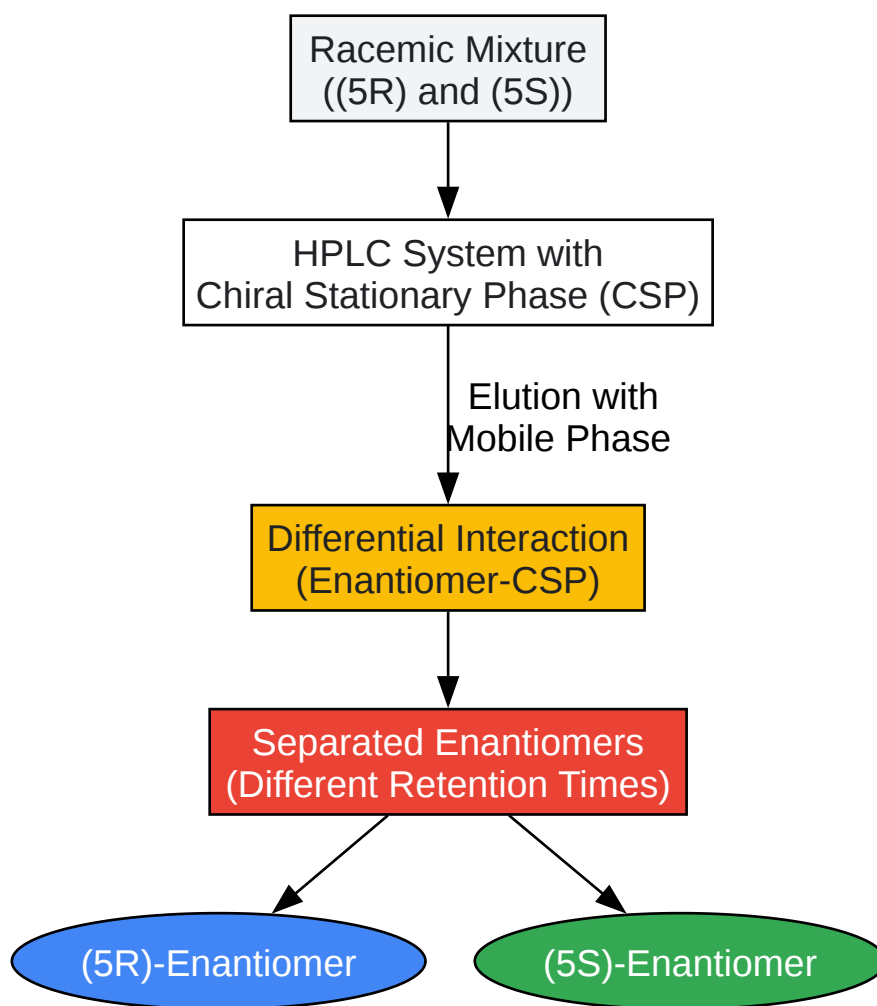 Racemic Mixture
((5R) and (5S))
HPLC System with
Chiral Stationary Phase (CSP)
Elution with
Mobile Phase
Differential Interaction
(Enantiomer-CSP)
Separated Enantiomers
(Different Retention Times)
(5R)-Enantiomer
(5S)-Enantiomer